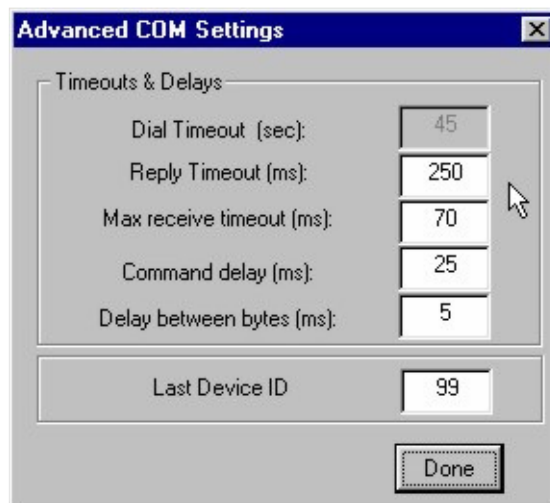 Advanced COM Settings
Timeouts & Delays
Dial Timeout (sec): 45
Reply Timeout (ms): 250
Max receive timeout (ms): 70
Command delay (ms): 25
Delay between bytes (ms): 5
Last Device ID 99
Done